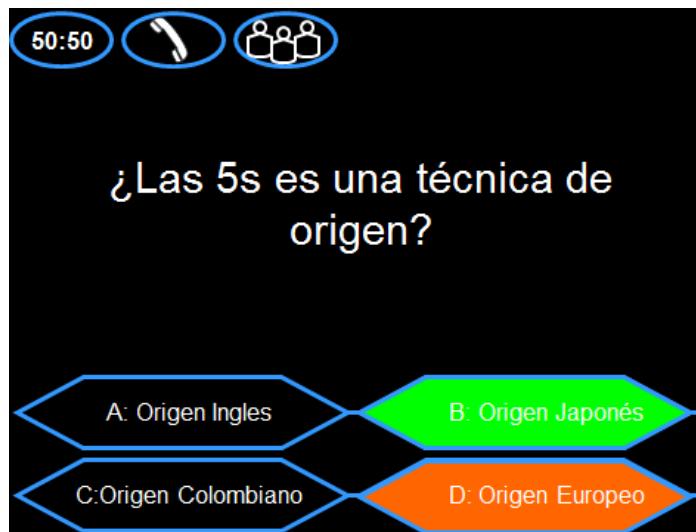 50:50
¿Las 5s es una técnica de
origen?
A: Origen Ingles
B: Origen Japonés
C:Origen Colombiano
D: Origen Europeo